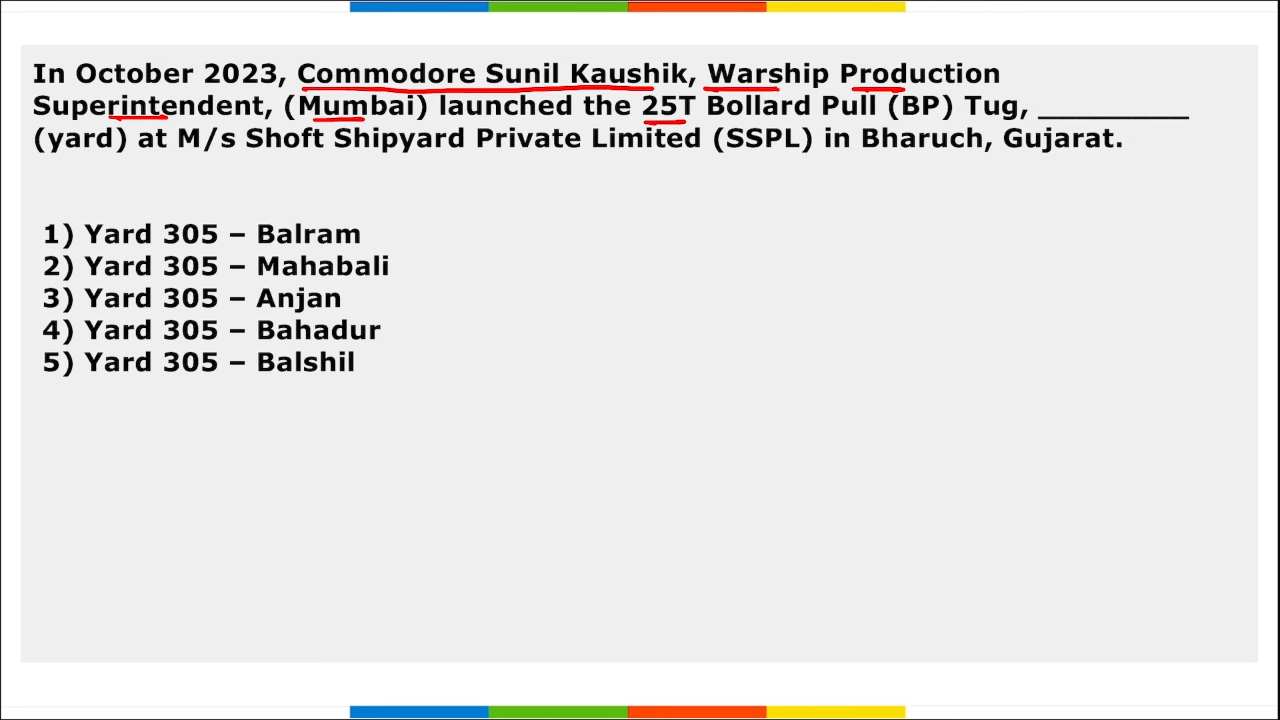 In October 2023, Commodore Sunil Kaushik, Warship Production
Superintendent, (Mumbai) launched the 25T Bollard Pull (BP) Tug, __________
(yard) at M/s Shoft Shipyard Private Limited (SSPL) in Bharuch, Gujarat.
1) Yard 305 – Balram
2) Yard 305 – Mahabali
3) Yard 305 – Anjan
4) Yard 305 – Bahadur
5) Yard 305 – Balshil